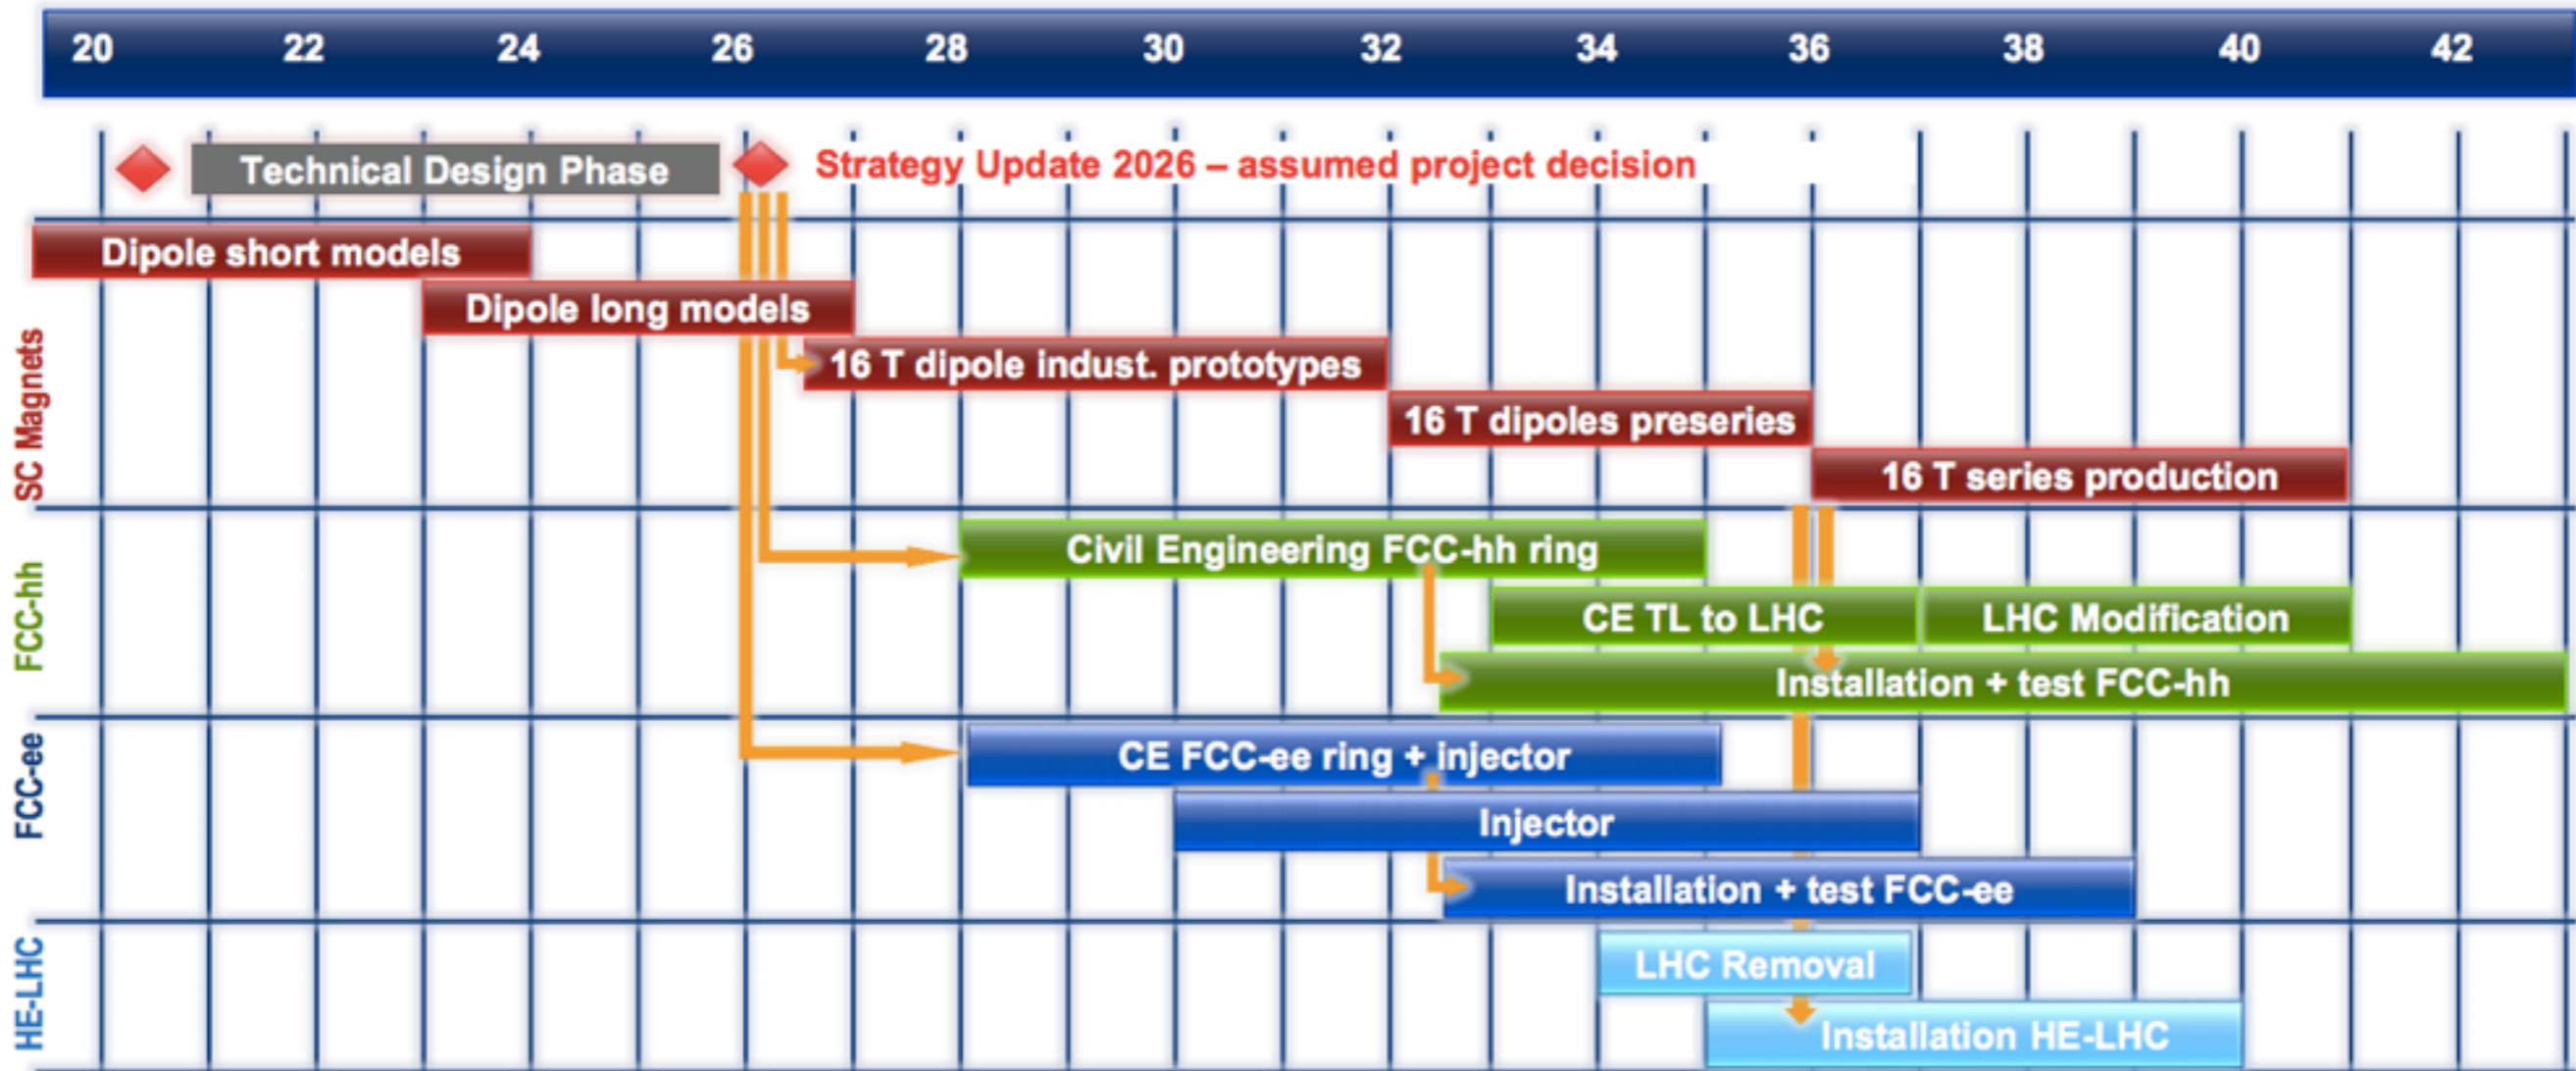 20 22 24 26 28 30 32 34 36 38 40 42
Technical Design Phase
Strategy Update 2026 – assumed project decision
SC Magnets
Dipole short models
Dipole long models
16 T dipole indust. prototypes
16 T dipoles preseries
16 T series production
FCC-hh
Civil Engineering FCC-hh ring
CE TL to LHC
LHC Modification
Installation + test FCC-hh
FCC-ee
CE FCC-ee ring + injector
Injector
Installation + test FCC-ee
HE-LHC
LHC Removal
Installation HE-LHC